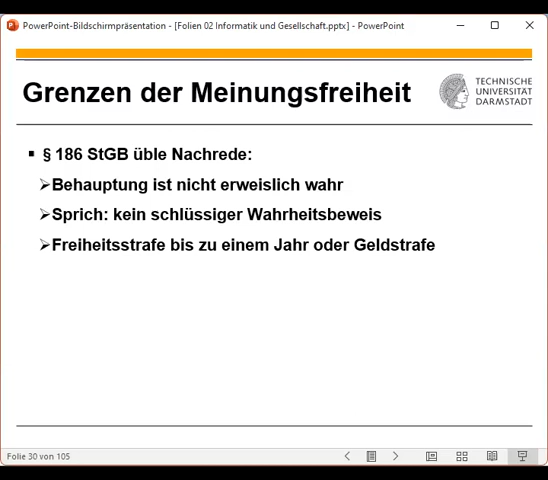 PowerPoint-Bildschirmpräsentation - [Folien 02 Informatik und Gesellschaft.pptx] - PowerPoint
Grenzen der Meinungsfreiheit
TECHNISCHE
UNIVERSITÄT
DARMSTADT
§ 186 StGB üble Nachrede:
Behauptung ist nicht erweislich wahr
Sprich: kein schlüssiger Wahrheitsbeweis
Freiheitsstrafe bis zu einem Jahr oder Geldstrafe
Folie 30 von 105